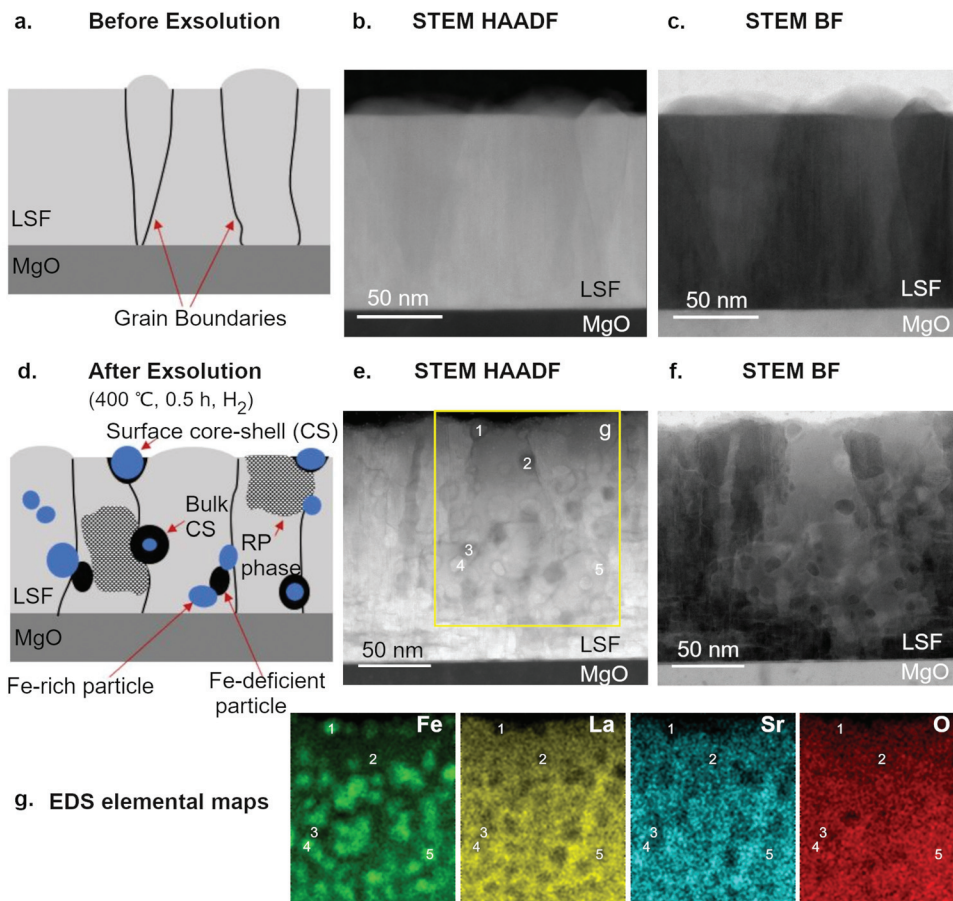 a. Before Exsolution
b. STEM HAADF
c. STEM BF
LSF
MgO
Grain Boundaries
50 nm
LSF
MgO
50 nm
LSF
MgO
d. After Exsolution
(400 ℃, 0.5 h, H2)
Surface core-shell (CS)
Bulk
CS
RP
phase
LSF
MgO
Fe-rich particle
Fe-deficient
particle
e. STEM HAADF
g
1
2
3
4
5
50 nm
LSF
MgO
f. STEM BF
50 nm
LSF
MgO
g. EDS elemental maps
Fe
1
2
3
4
5
La
1
2
3
4
5
Sr
1
2
3
4
5
O
1
2
3
4
5